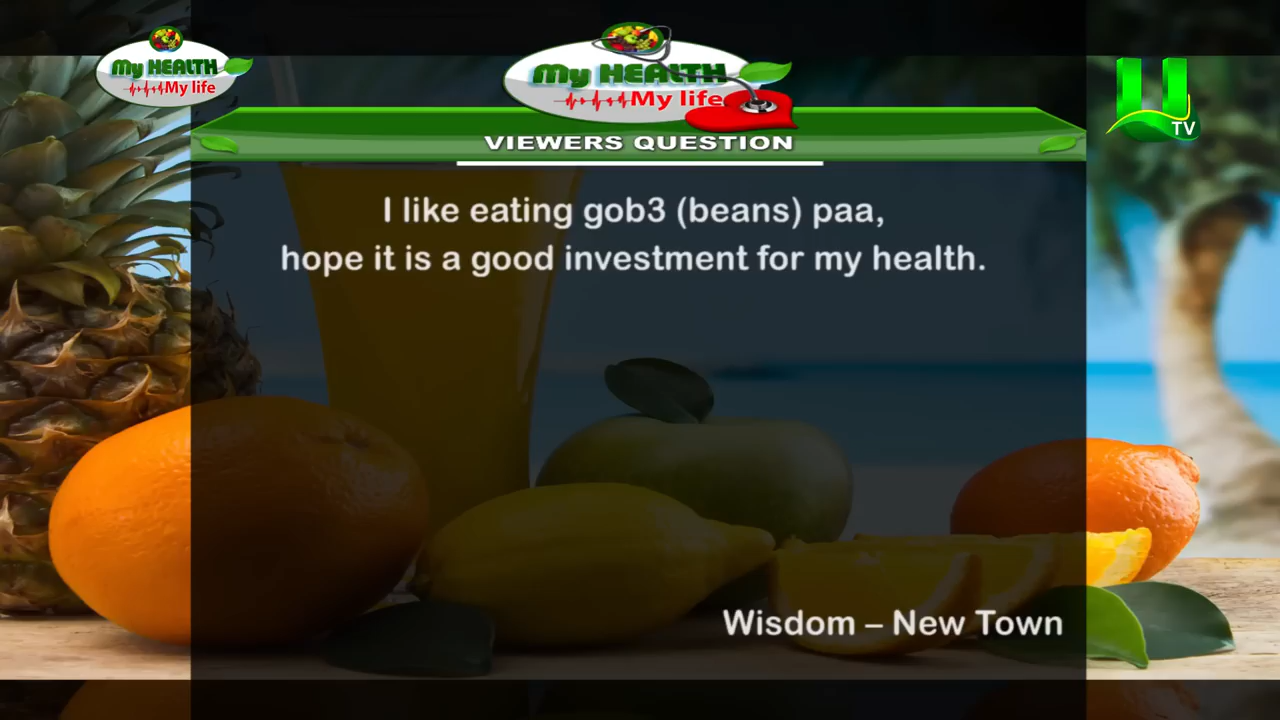 My HEALTH
My life
My HEALTH
My life
TV
VIEWERS QUESTION
I like eating gob3 (beans) paa,
hope it is a good investment for my health.
Wisdom – New Town